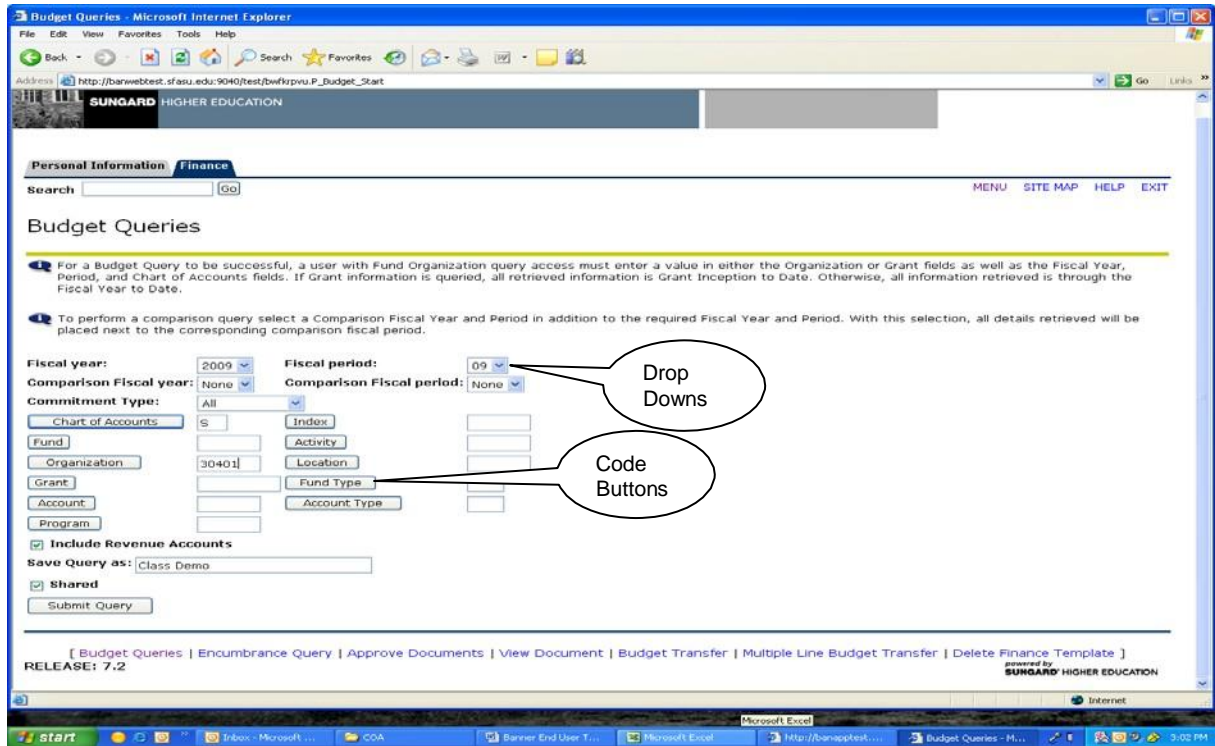 Budget Queries - Microsoft Internet Explorer
File Edit View Favorites Tools Help
Back Search Favorites
Address http://banwebtest.sfasu.edu:9040/test/bwfkrpvu.P_Budget_Start Go Links »
SUNGARD HIGHER EDUCATION
Personal Information Finance
Search Go MENU SITE MAP HELP EXIT
Budget Queries
For a Budget Query to be successful, a user with Fund Organization query access must enter a value in either the Organization or Grant fields as well as the Fiscal Year,
Period, and Chart of Accounts fields. If Grant information is queried, all retrieved information is Grant Inception to Date. Otherwise, all information retrieved is through the
Fiscal Year to Date.
To perform a comparison query select a Comparison Fiscal Year and Period in addition to the required Fiscal Year and Period. With this selection, all details retrieved will be
placed next to the corresponding comparison fiscal period.
Fiscal year: 2009 Fiscal period: 09
Comparison Fiscal year: None Comparison Fiscal period: None
Commitment Type: All
Drop
Downs
Chart of Accounts S Index
Fund Activity
Organization 30401 Location
Grant Fund Type
Code
Buttons
Account Account Type
Program
Include Revenue Accounts
Save Query as: Class Demo
Shared
Submit Query
[ Budget Queries | Encumbrance Query | Approve Documents | View Document | Budget Transfer | Multiple Line Budget Transfer | Delete Finance Template ]
RELEASE: 7.2
powered by
SUNGARD HIGHER EDUCATION
Internet
Microsoft Excel
start Inbox - Microsoft ... COA Banner End User T... Microsoft Excel http://banapptest.... Budget Queries - M... 3:02 PM